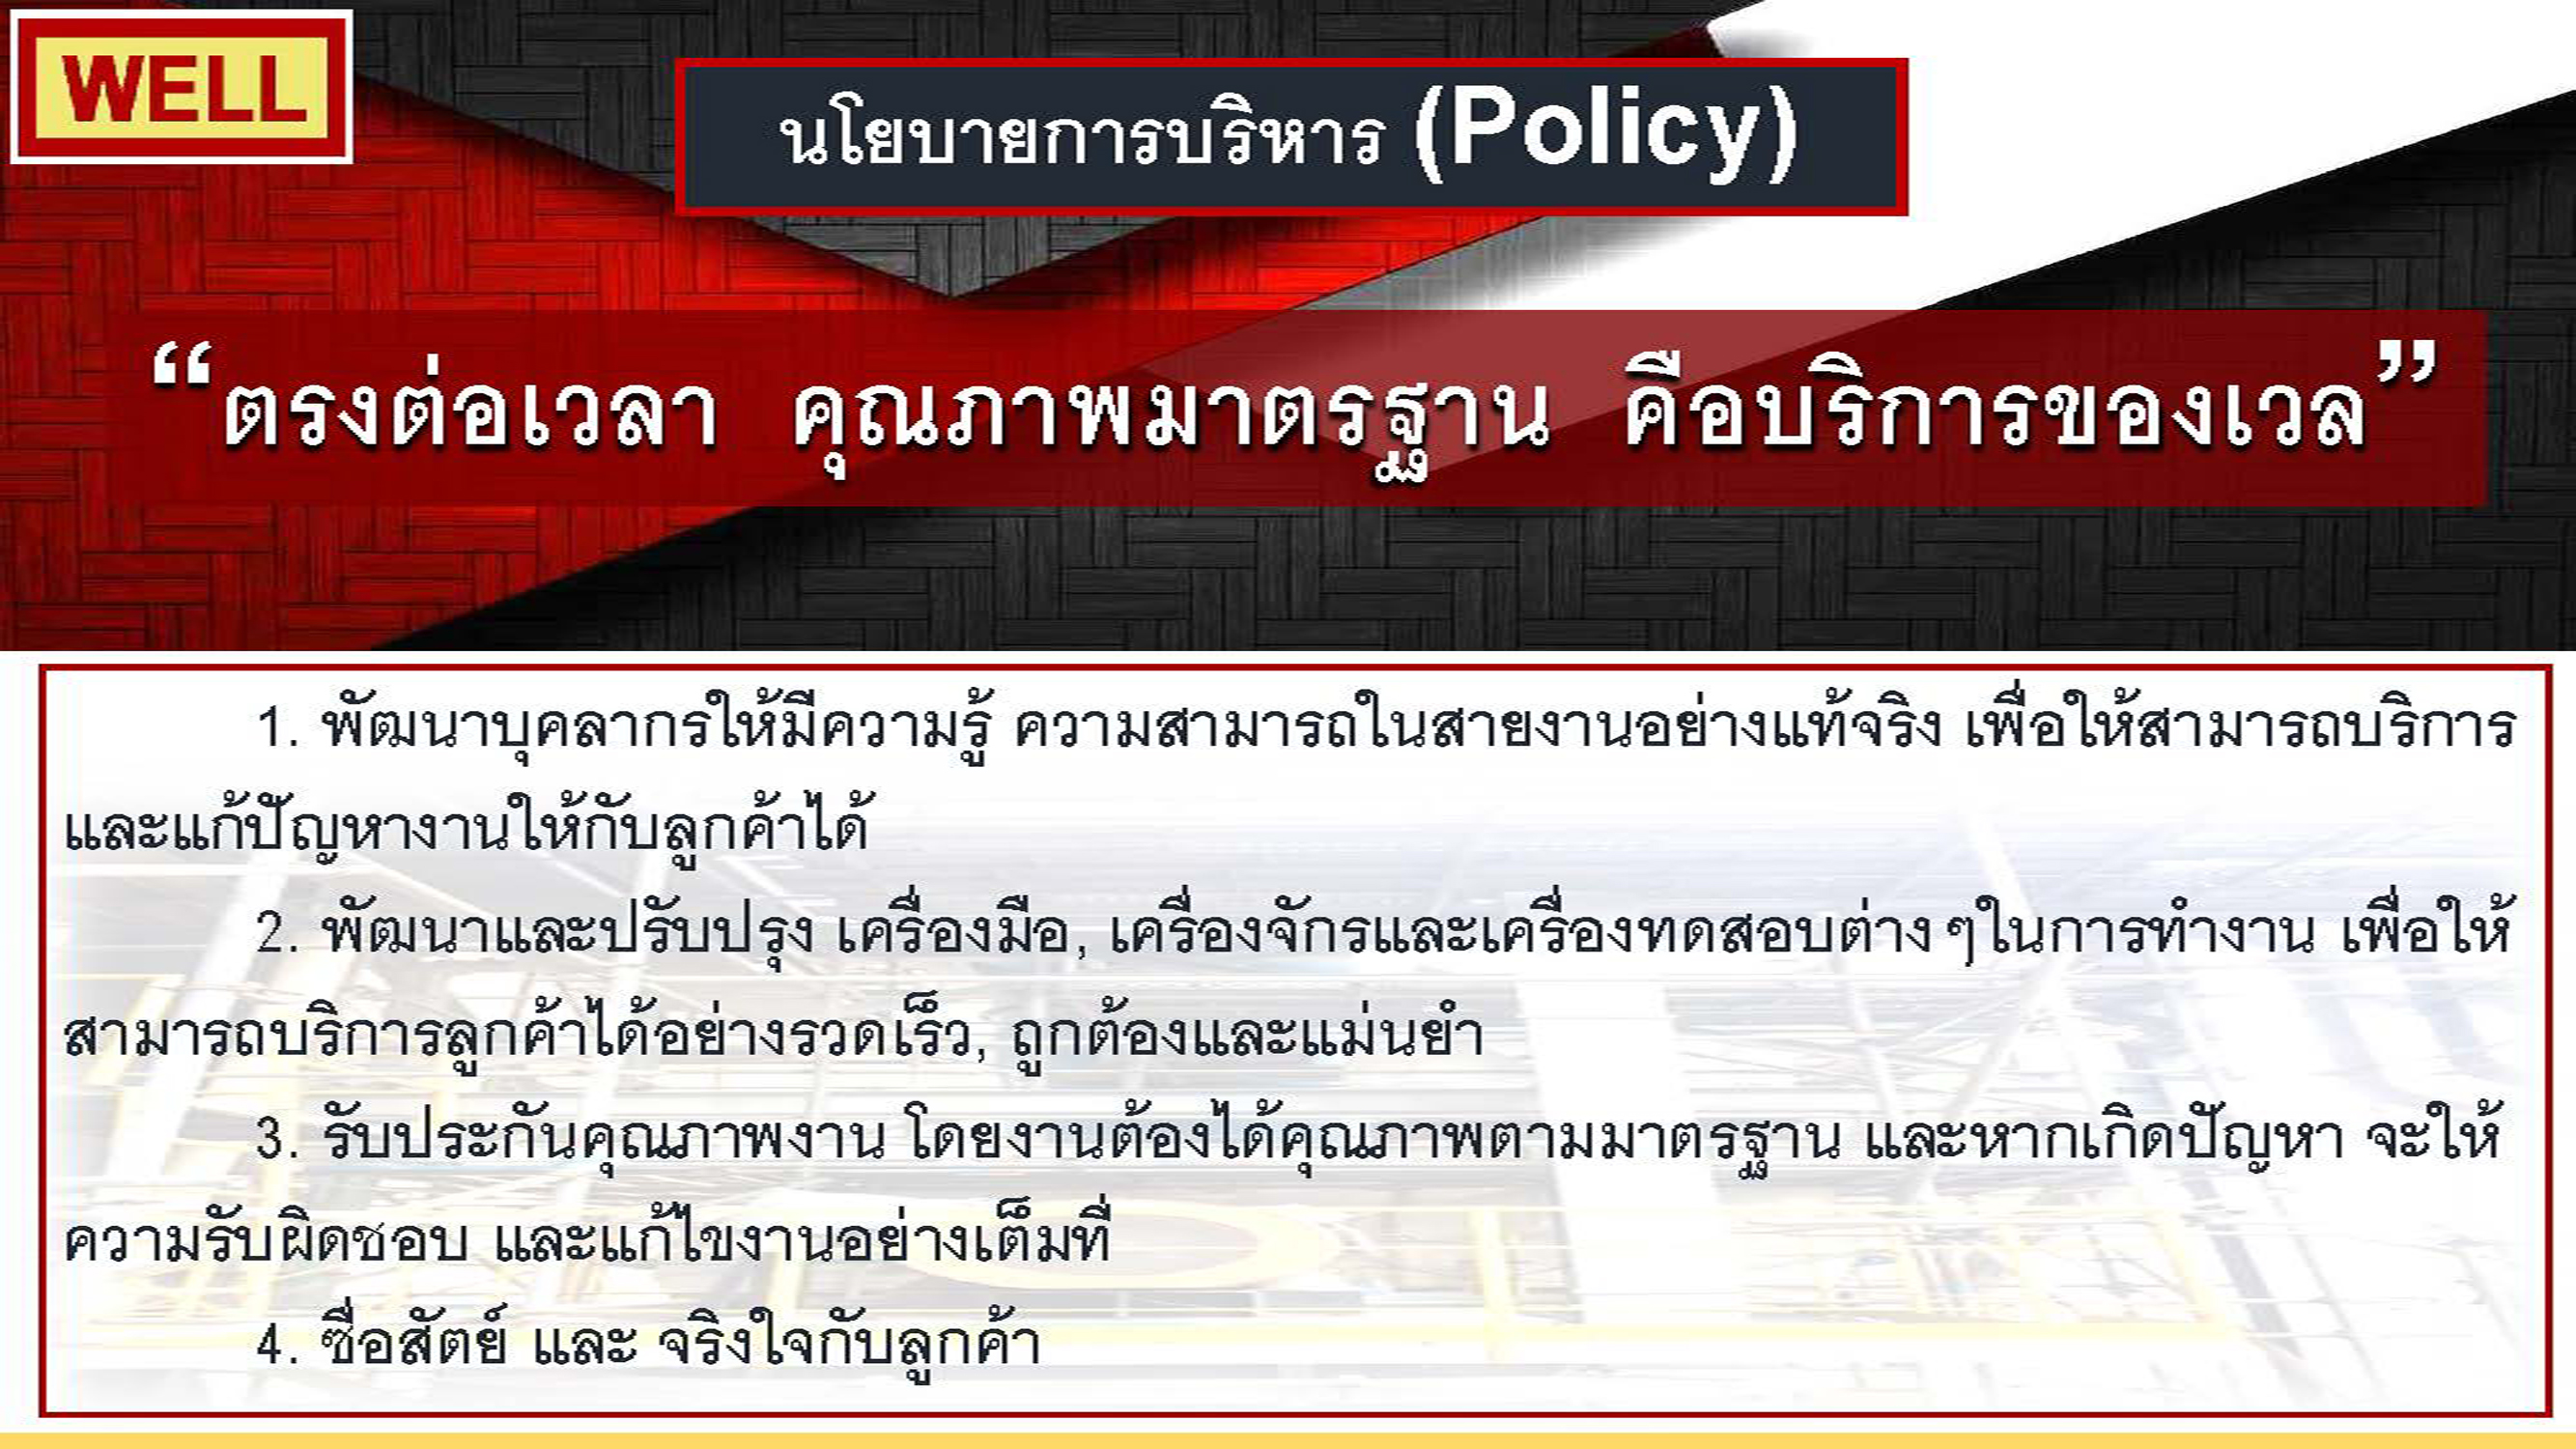 WELL
นโยบายการบริหาร (Policy)
“ตรงต่อเวลา คุณภาพมาตรฐาน คือบริการของเวล”
1. พัฒนาบุคลากรให้มีความรู้ ความสามารถในสายงานอย่างแท้จริง เพื่อให้สามารถบริการ
และแก้ปัญหางานให้กับลูกค้าได้
2. พัฒนาและปรับปรุง เครื่องมือ, เครื่องจักรและเครื่องทดสอบต่าง ๆในการทำงาน เพื่อให้
สามารถบริการลูกค้าได้อย่างรวดเร็ว, ถูกต้องและแม่นยำ
3. รับประกันคุณภาพงาน โดยงานต้องได้คุณภาพตามมาตรฐาน และหากเกิดปัญหา จะให้
ความรับผิดชอบ และแก้ไขงานอย่างเต็มที่
4. ซื่อสัตย์ และ จริงใจกับลูกค้า